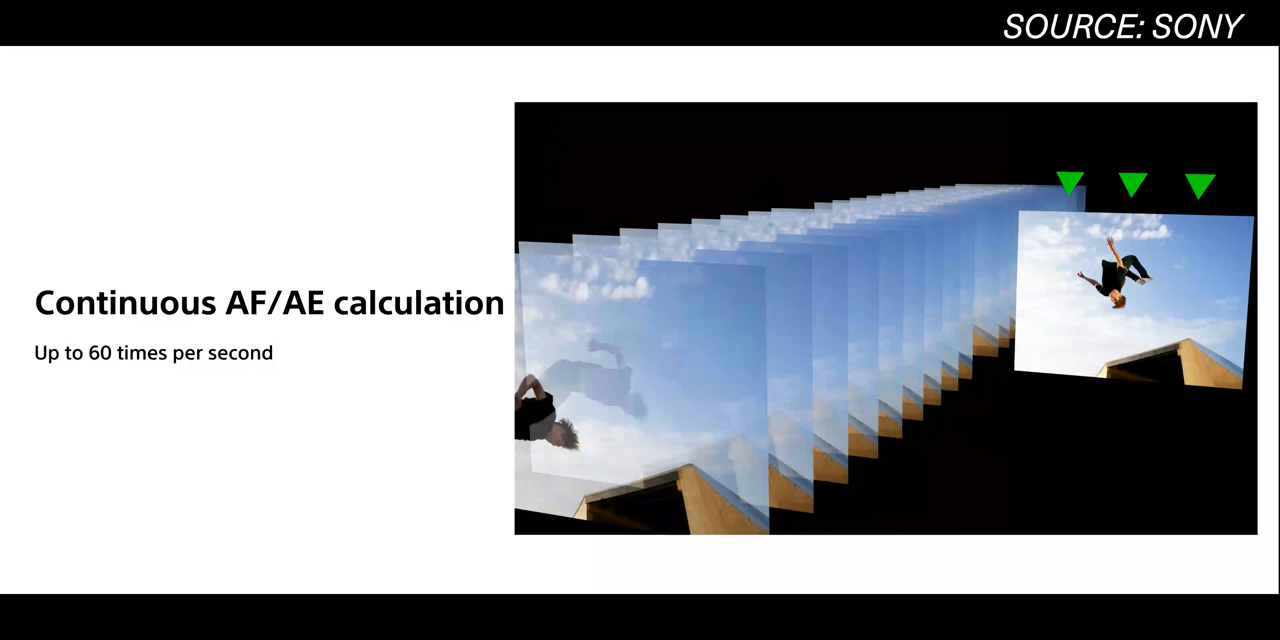 SOURCE: SONY
Continuous AF/AE calculation
Up to 60 times per second